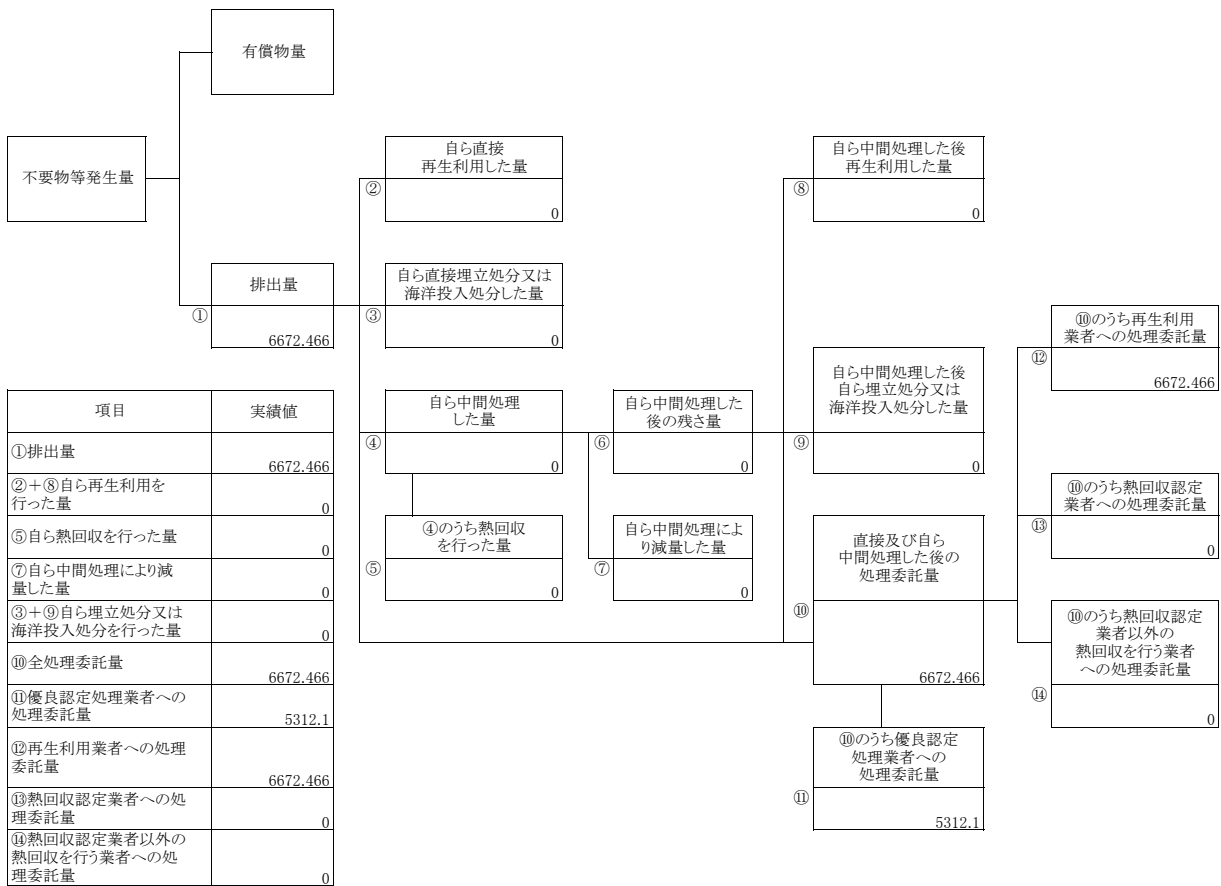 有償物量
不要物等発生量
自ら直接
再生利用した量
②
0
自ら中間処理した後
再生利用した量
⑧
0
排出量
①
6672.466
自ら直接埋立処分又は
海洋投入処分した量
③
0
⑩のうち再生利用
業者への処理委託量
⑫
6672.466
自ら中間処理
した量
④
0
自ら中間処理した
後の残さ量
⑥
0
自ら中間処理した後
自ら埋立処分又は
海洋投入処分した量
⑨
0
⑩のうち熱回収認定
業者への処理委託量
⑬
0
④のうち熱回収
を行った量
⑤
0
自ら中間処理によ
り減量した量
⑦
0
直接及び自ら
中間処理した後の
処理委託量
⑩
6672.466
⑩のうち熱回収認定
業者以外の
熱回収を行う業者
への処理委託量
⑭
0
⑩のうち優良認定
処理業者への
処理委託量
⑪
5312.1
項目 実績値
①排出量
6672.466
②＋⑧自ら再生利用を
行った量
0
⑤自ら熱回収を行った量
0
⑦自ら中間処理により減
量した量
0
③＋⑨自ら埋立処分又は
海洋投入処分を行った量
0
⑩全処理委託量
6672.466
⑪優良認定処理業者への
処理委託量
5312.1
⑫再生利用業者への処理
委託量
6672.466
⑬熱回収認定業者への処
理委託量
0
⑭熱回収認定業者以外の
熱回収を行う業者への処
理委託量
0